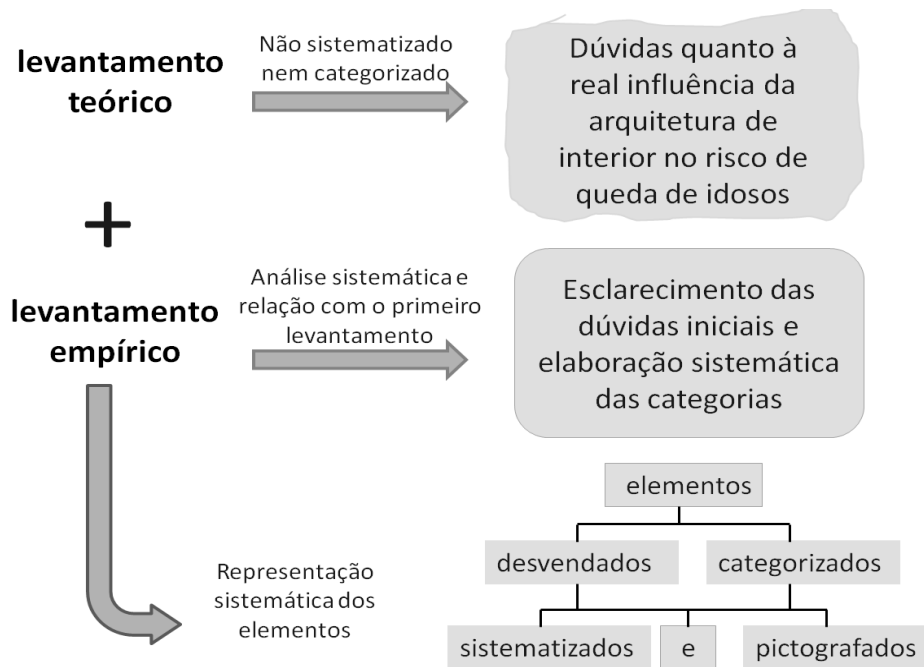 levantamento
teórico
Não sistematizado
nem categorizado
Dúvidas quanto à
real influência da
arquitetura de
interior no risco de
queda de idosos
+
levantamento
empírico
Análise sistemática e
relação com o primeiro
levantamento
Esclarecimento das
dúvidas iniciais e
elaboração sistemática
das categorias
Representação
sistemática dos
elementos
elementos
desvendados
categorizados
sistematizados
e
pictografados